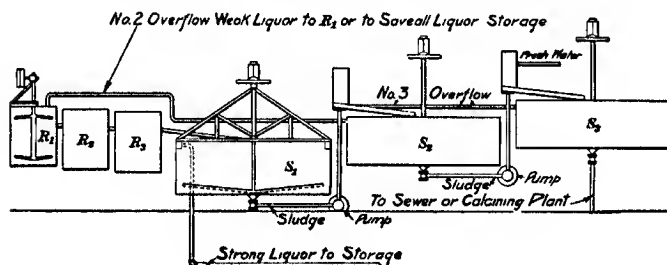 No.2 Overflow Weak Liquor to R1 or to Saveall Liquor Storage
Fresh Water
No. 3 Overflow
R1
R2
R3
S1
S2
S3
Sludge
Pump
Sludge
Pump
To Sewer or Calcining Plant
Strong Liquor to Storage